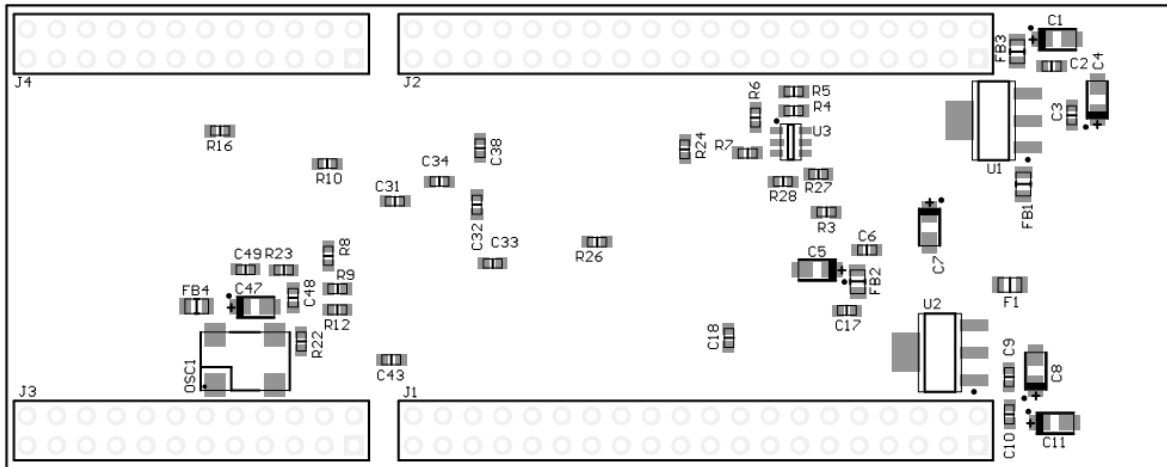 C1
FB3
C4
C2
J4
J2
R6
R5
R4
C3
U3
R16
C38
R24
R7
R10
C34
U1
R27
R28
C31
FB1
C32
R3
C7
C33
R26
C6
R8
C49
R23
C5
FB2
R9
FB4
C47
C48
F1
R12
C17
U2
R22
C18
OSC1
C43
C9
C8
J3
J1
C10
C11